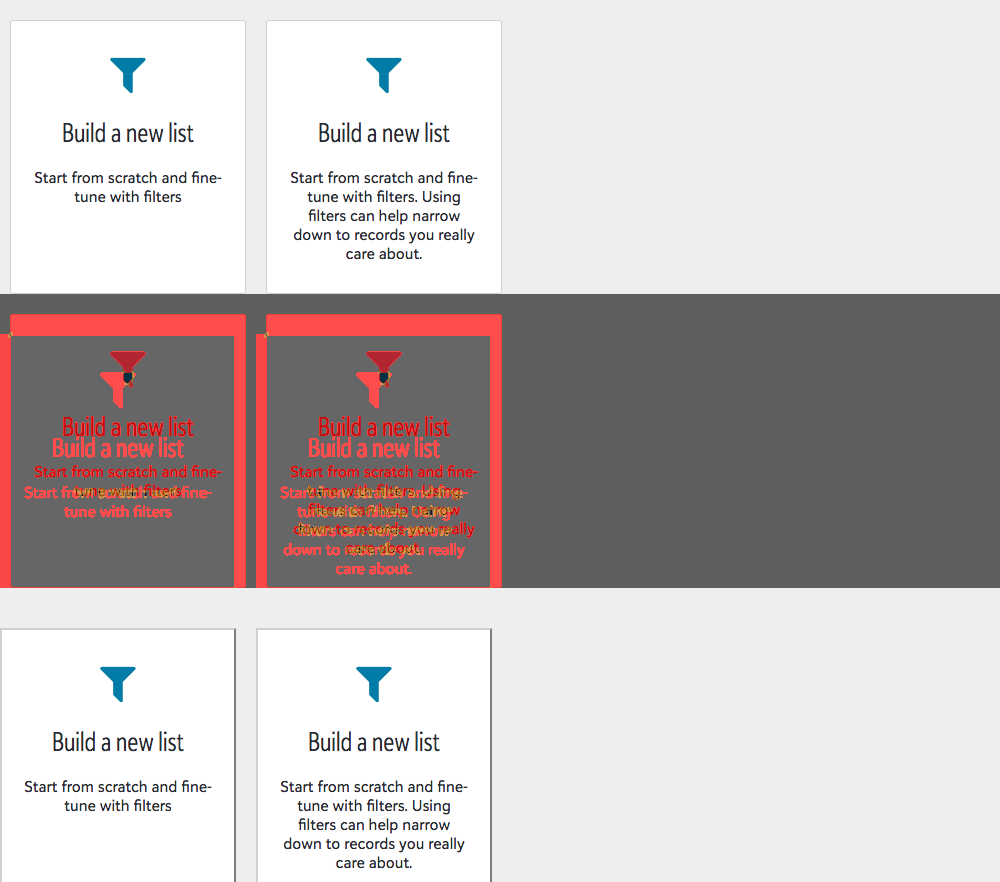 Build a new list
Start from scratch and fine-
tune with filters
Build a new list
Start from scratch and fine-
tune with filters. Using
filters can help narrow
down to records you really
care about.
Build a new list
Build a new list
Start from scratch and fine-
tune with filters
Start from scratch and fine-
tune with filters
Build a new list
Build a new list
Start from scratch and fine-
tune with filters. Using
filters can help narrow
down to records you really
care about.
Start from scratch and fine-
tune with filters. Using
filters can help narrow
down to records you really
care about.
Build a new list
Start from scratch and fine-
tune with filters
Build a new list
Start from scratch and fine-
tune with filters. Using
filters can help narrow
down to records you really
care about.